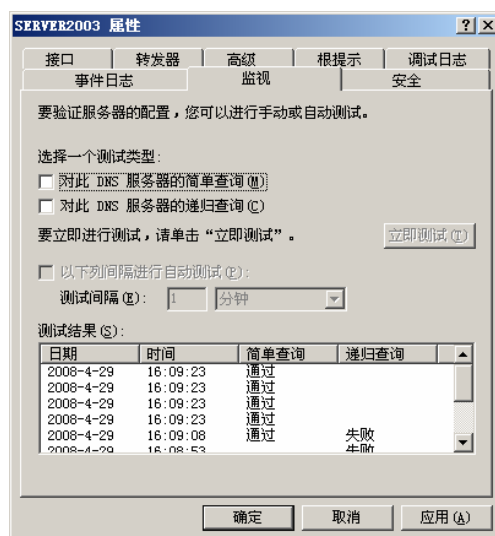 SERVER2003 属性
接口 转发器 高级 根提示 调试日志
事件日志 监视 安全
要验证服务器的配置，您可以进行手动或自动测试。
选择一个测试类型:
对此 DNS 服务器的简单查询(M)
对此 DNS 服务器的递归查询(C)
要立即进行测试，请单击“立即测试”。 立即测试(T)
以下列间隔进行自动测试(P):
测试间隔(E): 1 分钟
测试结果(S):
日期 时间 简单查询 递归查询
2008-4-29 16:09:23 通过
2008-4-29 16:09:23 通过
2008-4-29 16:09:23 通过
2008-4-29 16:09:23 通过
2008-4-29 16:09:08 通过 失败
2008-4-29 16:08:53 失败
确定 取消 应用(A)